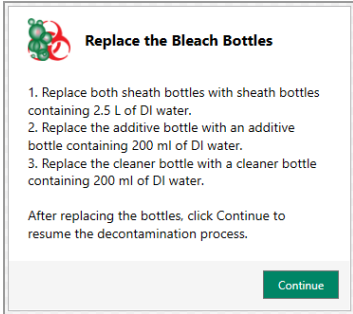 Replace the Bleach Bottles
1. Replace both sheath bottles with sheath bottles
containing 2.5 L of DI water.
2. Replace the additive bottle with an additive
bottle containing 200 ml of DI water.
3. Replace the cleaner bottle with a cleaner bottle
containing 200 ml of DI water.
After replacing the bottles, click Continue to
resume the decontamination process.
Continue